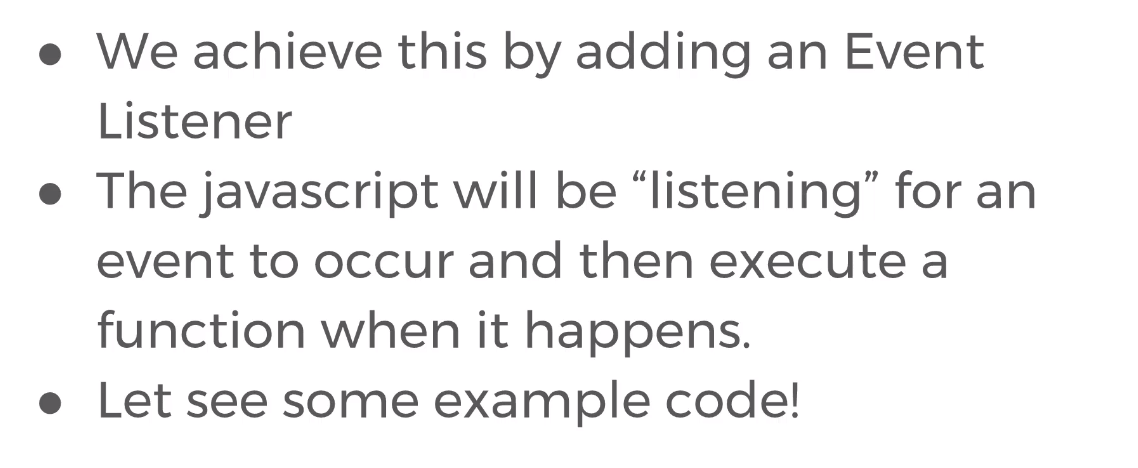 ● We achieve this by adding an Event
Listener
● The javascript will be “listening” for an
event to occur and then execute a
function when it happens.
● Let see some example code!